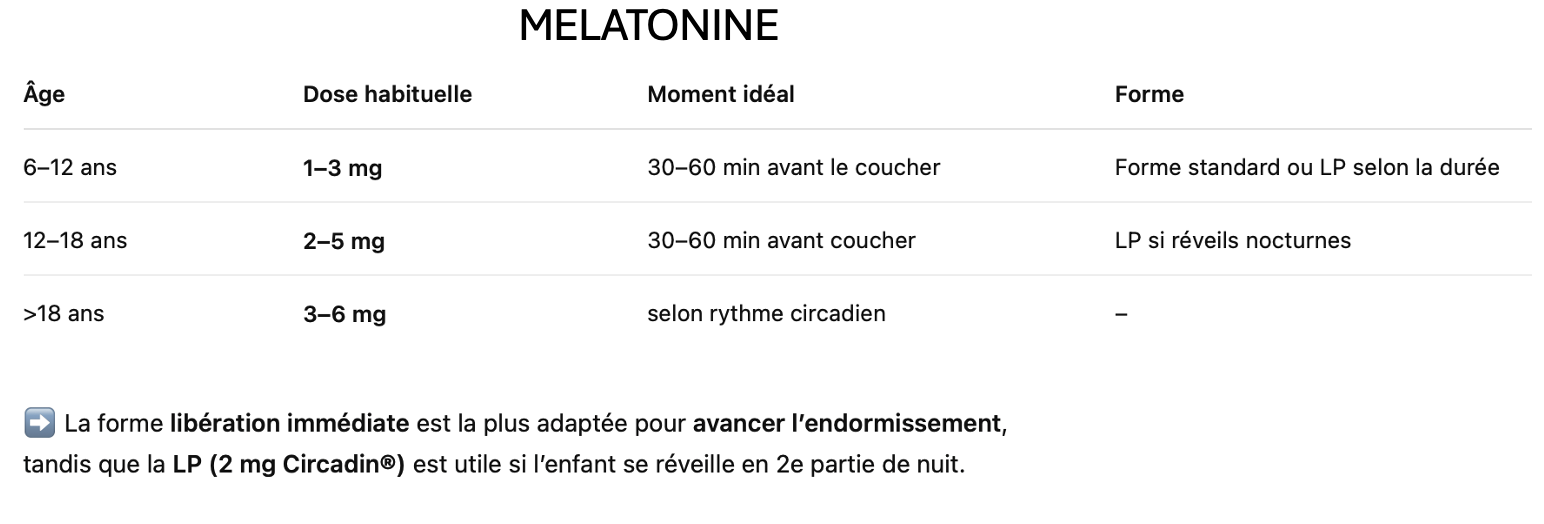 MELATONINE
Âge Dose habituelle Moment idéal Forme
6–12 ans 1–3 mg 30–60 min avant le coucher Forme standard ou LP selon la durée
12–18 ans 2–5 mg 30–60 min avant coucher LP si réveils nocturnes
>18 ans 3–6 mg selon rythme circadien –
➡️ La forme libération immédiate est la plus adaptée pour avancer l’endormissement,
tandis que la LP (2 mg Circadin®) est utile si l’enfant se réveille en 2e partie de nuit.